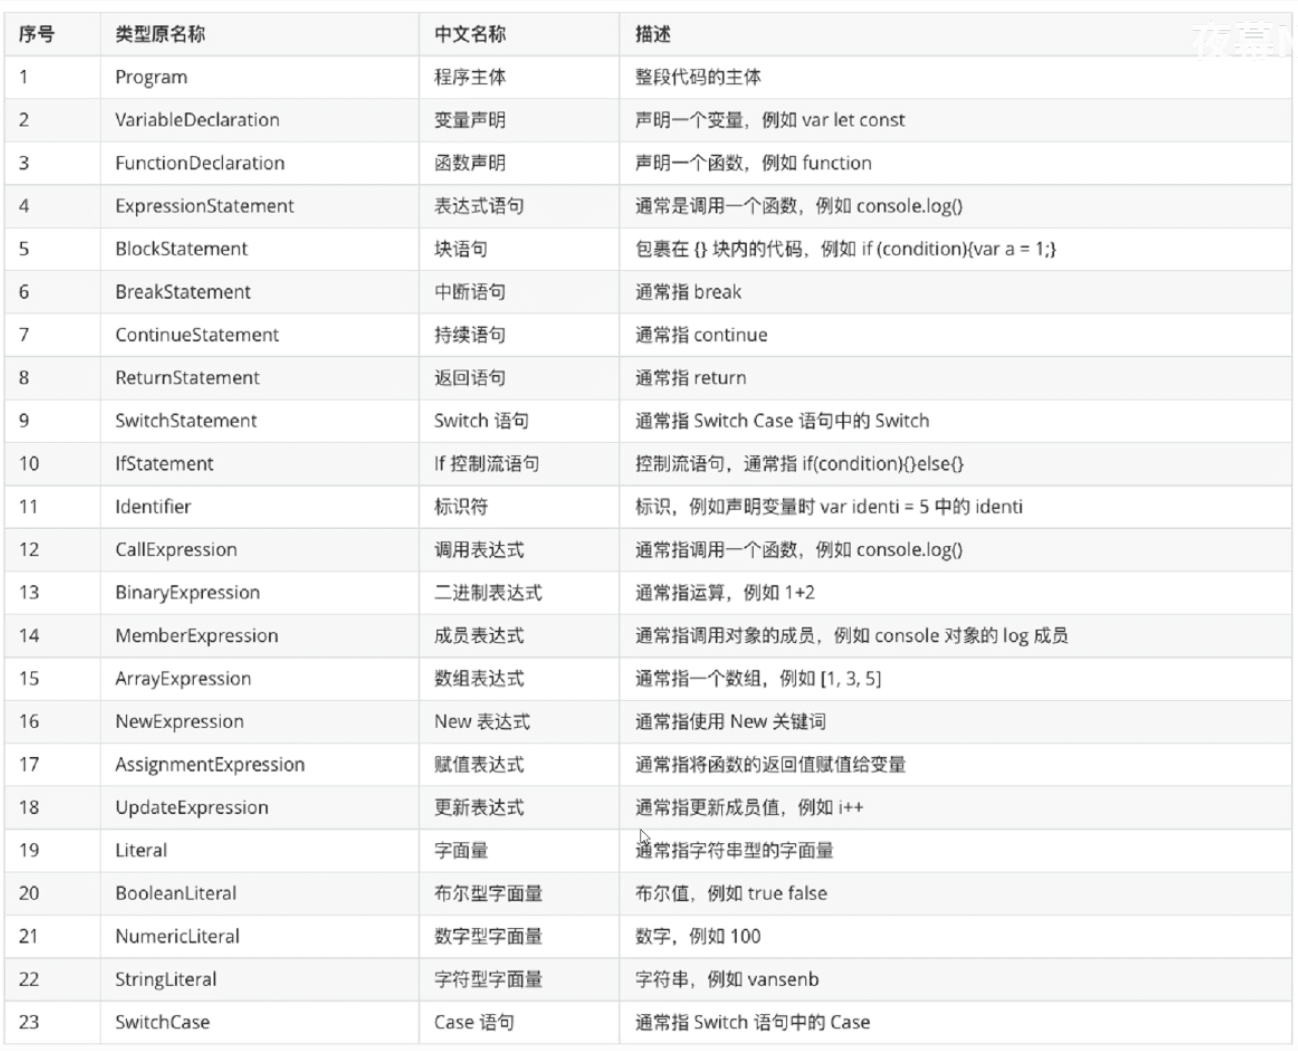 序号 类型原名称 中文名称 描述
夜幕
1 Program 程序主体 整段代码的主体
2 VariableDeclaration 变量声明 声明一个变量，例如 var let const
3 FunctionDeclaration 函数声明 声明一个函数，例如 function
4 ExpressionStatement 表达式语句 通常是调用一个函数，例如 console.log()
5 BlockStatement 块语句 包裹在 {} 块内的代码，例如 if (condition){var a = 1;}
6 BreakStatement 中断语句 通常指 break
7 ContinueStatement 持续语句 通常指 continue
8 ReturnStatement 返回语句 通常指 return
9 SwitchStatement Switch 语句 通常指 Switch Case 语句中的 Switch
10 IfStatement If 控制流语句 控制流语句，通常指 if(condition){}else{}
11 Identifier 标识符 标识，例如声明变量时 var identi = 5 中的 identi
12 CallExpression 调用表达式 通常指调用一个函数，例如 console.log()
13 BinaryExpression 二进制表达式 通常指运算，例如 1+2
14 MemberExpression 成员表达式 通常指调用对象的成员，例如 console 对象的 log 成员
15 ArrayExpression 数组表达式 通常指一个数组，例如 [1, 3, 5]
16 NewExpression New 表达式 通常指使用 New 关键词
17 AssignmentExpression 赋值表达式 通常指将函数的返回值赋值给变量
18 UpdateExpression 更新表达式 通常指更新成员值，例如 i++
19 Literal 字面量 通常指字符串型的字面量
20 BooleanLiteral 布尔型字面量 布尔值，例如 true false
21 NumericLiteral 数字型字面量 数字，例如 100
22 StringLiteral 字符型字面量 字符串，例如 vansenb
23 SwitchCase Case 语句 通常指 Switch 语句中的 Case